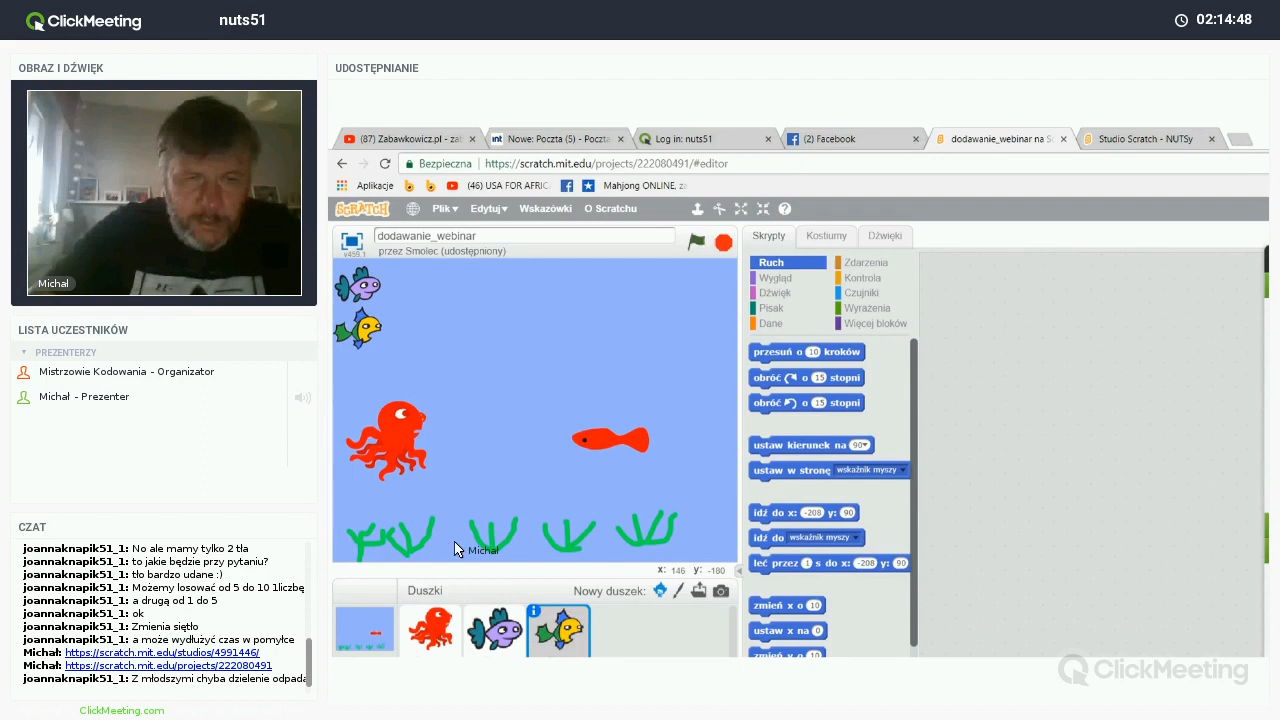 ClickMeeting
nuts51
02:14:48
OBRAZ I DŹWIĘK
Michał
LISTA UCZESTNIKÓW
PREZENTERZY
Mistrzowie Kodowania - Organizator
Michał - Prezenter
CZAT
joannaknapik51_1: No ale mamy tylko 2 tła
joannaknapik51_1: to jakie będzie przy pytaniu?
joannaknapik51_1: tło bardzo udane :)
joannaknapik51_1: Możemy losować od 5 do 10 1liczbę
joannaknapik51_1: a drugą od 1 do 5
joannaknapik51_1: ok
joannaknapik51_1: Zmienia siętło
joannaknapik51_1: a może wydłużyć czas w pomyłce
Michał: https://scratch.mit.edu/studios/4991446/
Michał: https://scratch.mit.edu/projects/222080491
joannaknapik51_1: Z młodszymi chyba dzielenie odpada
ClickMeeting.com
UDOSTĘPNIANIE
(87) Zabawkowicz.pl - za
Nowe: Poczta (5) - Poczta
Log in: nuts51
(2) Facebook
dodawanie_webinar na S
Studio Scratch - NUTSy
Bezpieczna
https://scratch.mit.edu/projects/222080491/#editor
Aplikacje
(46) USA FOR AFRIC
Mahjong ONLINE, za
SCRATCH
Plik
Edytuj
Wskazówki
O Scratchu
v459.1
dodawanie_webinar
przez Smolec (udostępniony)
Michał
x: 146 y: -180
Duszki
Nowy duszek:
Skrypty
Kostiumy
Dźwięki
Ruch
Zdarzenia
Wygląd
Kontrola
Dźwięk
Czujniki
Pisak
Wyrażenia
Dane
Więcej bloków
przesuń o 10 kroków
obróć o 15 stopni
obróć o 15 stopni
ustaw kierunek na 90
ustaw w stronę wskaźnik myszy
idź do x: -208 y: 90
idź do wskaźnik myszy
leć przez 1 s do x: -208 y: 90
zmień x o 10
ustaw x na 0
zmień y o 10
ClickMeeting